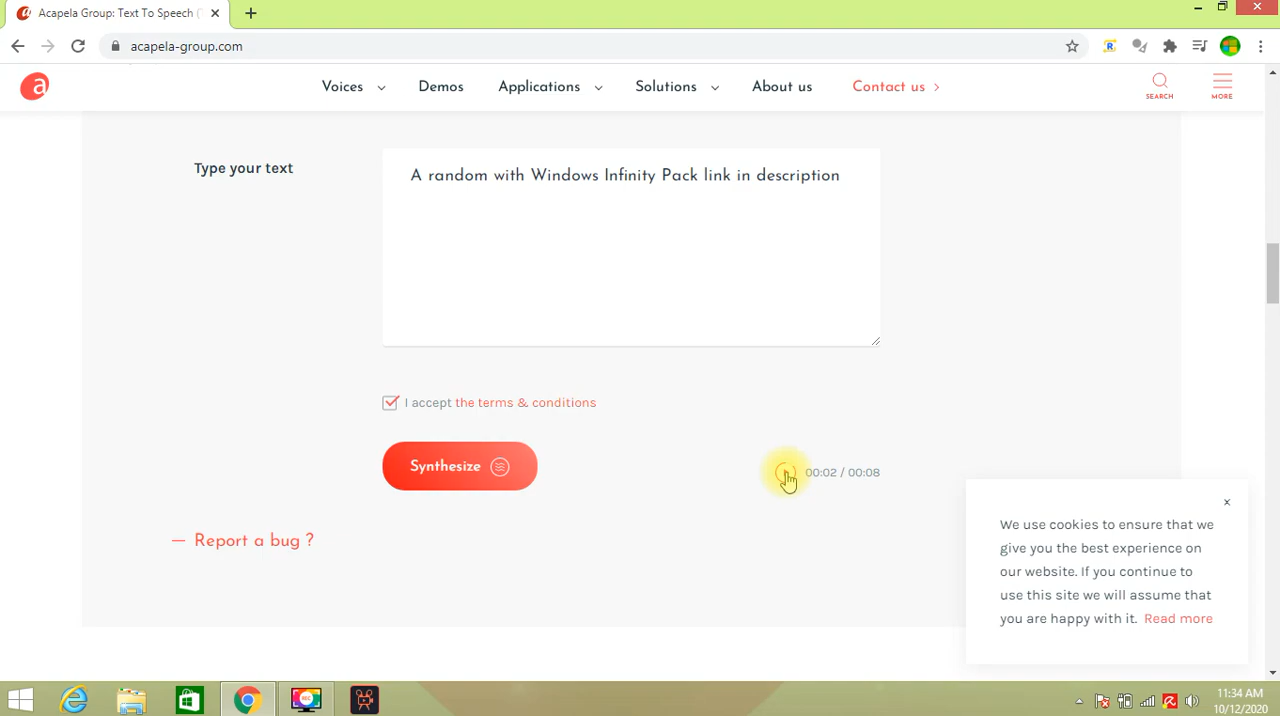 Acapela Group: Text To Speech (
acapela-group.com
a
Voices
Demos
Applications
Solutions
About us
Contact us
SEARCH
MORE
Type your text
A random with Windows Infinity Pack link in description
I accept the terms & conditions
Synthesize
00:02 / 00:08
Report a bug ?
We use cookies to ensure that we
give you the best experience on
our website. If you continue to
use this site we will assume that
you are happy with it. Read more
11:34 AM
10/12/2020